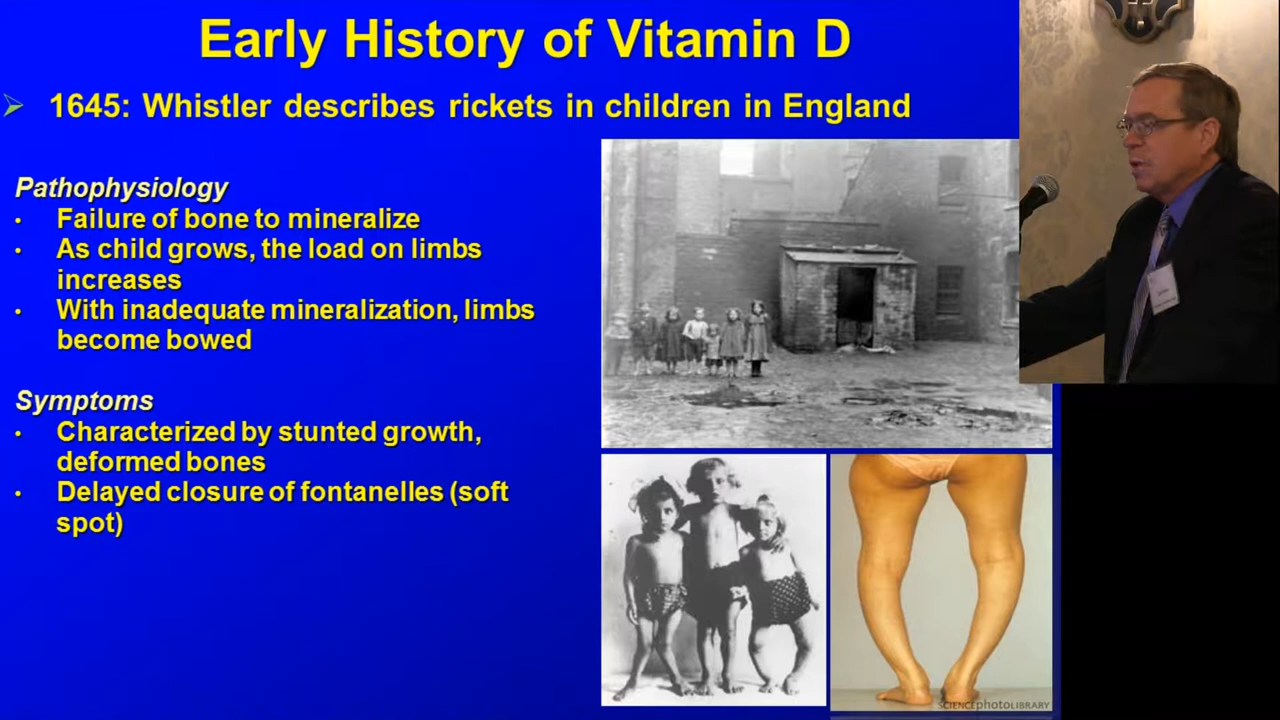 Early History of Vitamin D
1645: Whistler describes rickets in children in England
Pathophysiology
• Failure of bone to mineralize
• As child grows, the load on limbs
increases
• With inadequate mineralization, limbs
become bowed
Symptoms
• Characterized by stunted growth,
deformed bones
• Delayed closure of fontanelles (soft
spot)
SCIENCEphotoLIBRARY